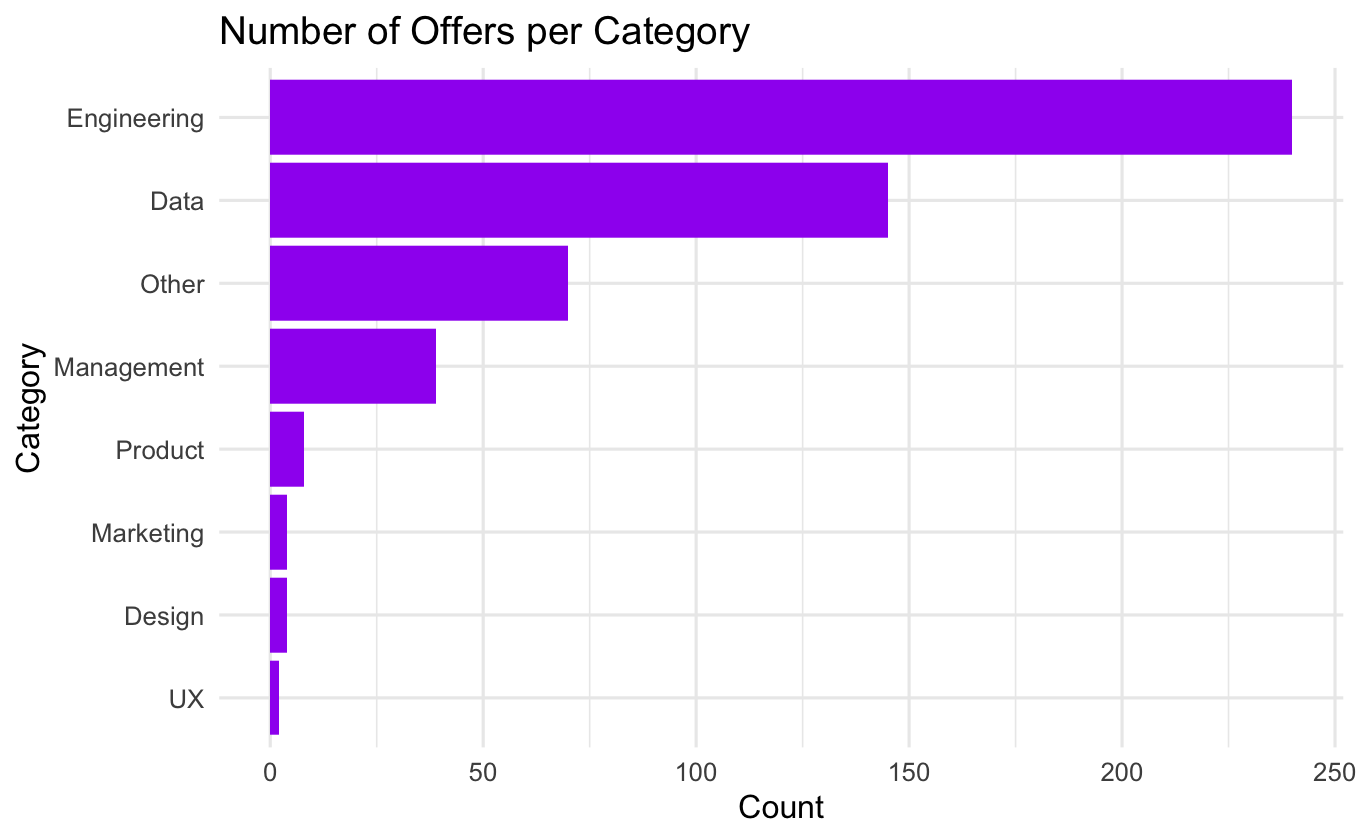 Number of Offers per Category
Category
Engineering
Data
Other
Management
Product
Marketing
Design
UX
0 50 100 150 200 250
Count